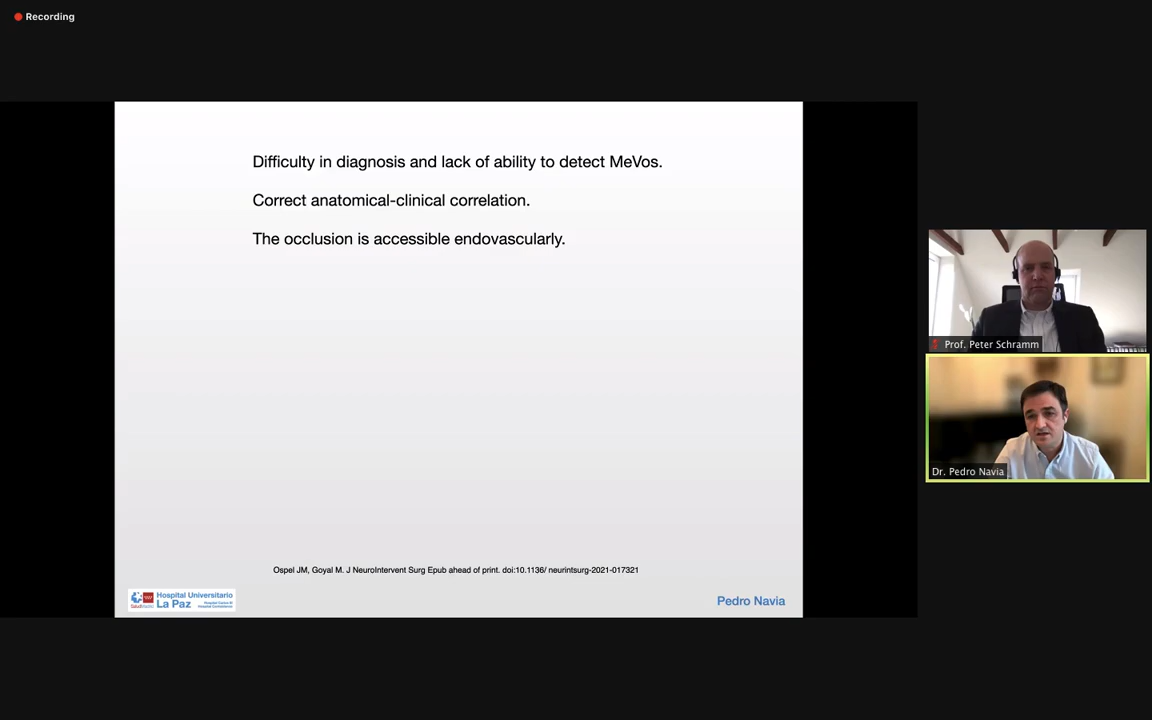 Recording
Difficulty in diagnosis and lack of ability to detect MeVos.
Correct anatomical-clinical correlation.
The occlusion is accessible endovascularly.
Prof. Peter Schramm
Dr. Pedro Navia
Ospel JM, Goyal M. J NeuroIntervent Surg Epub ahead of print. doi:10.1136/ neurintsurg-2021-017321
Hospital Universitario
La Paz
Pedro Navia